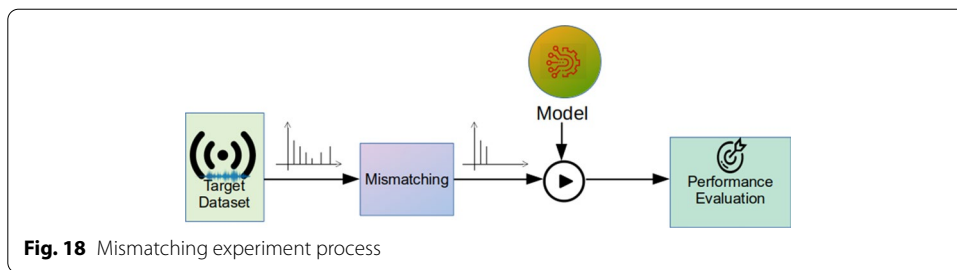 Model
Target
Dataset
Mismatching
Performance
Evaluation
Fig. 18 Mismatching experiment process